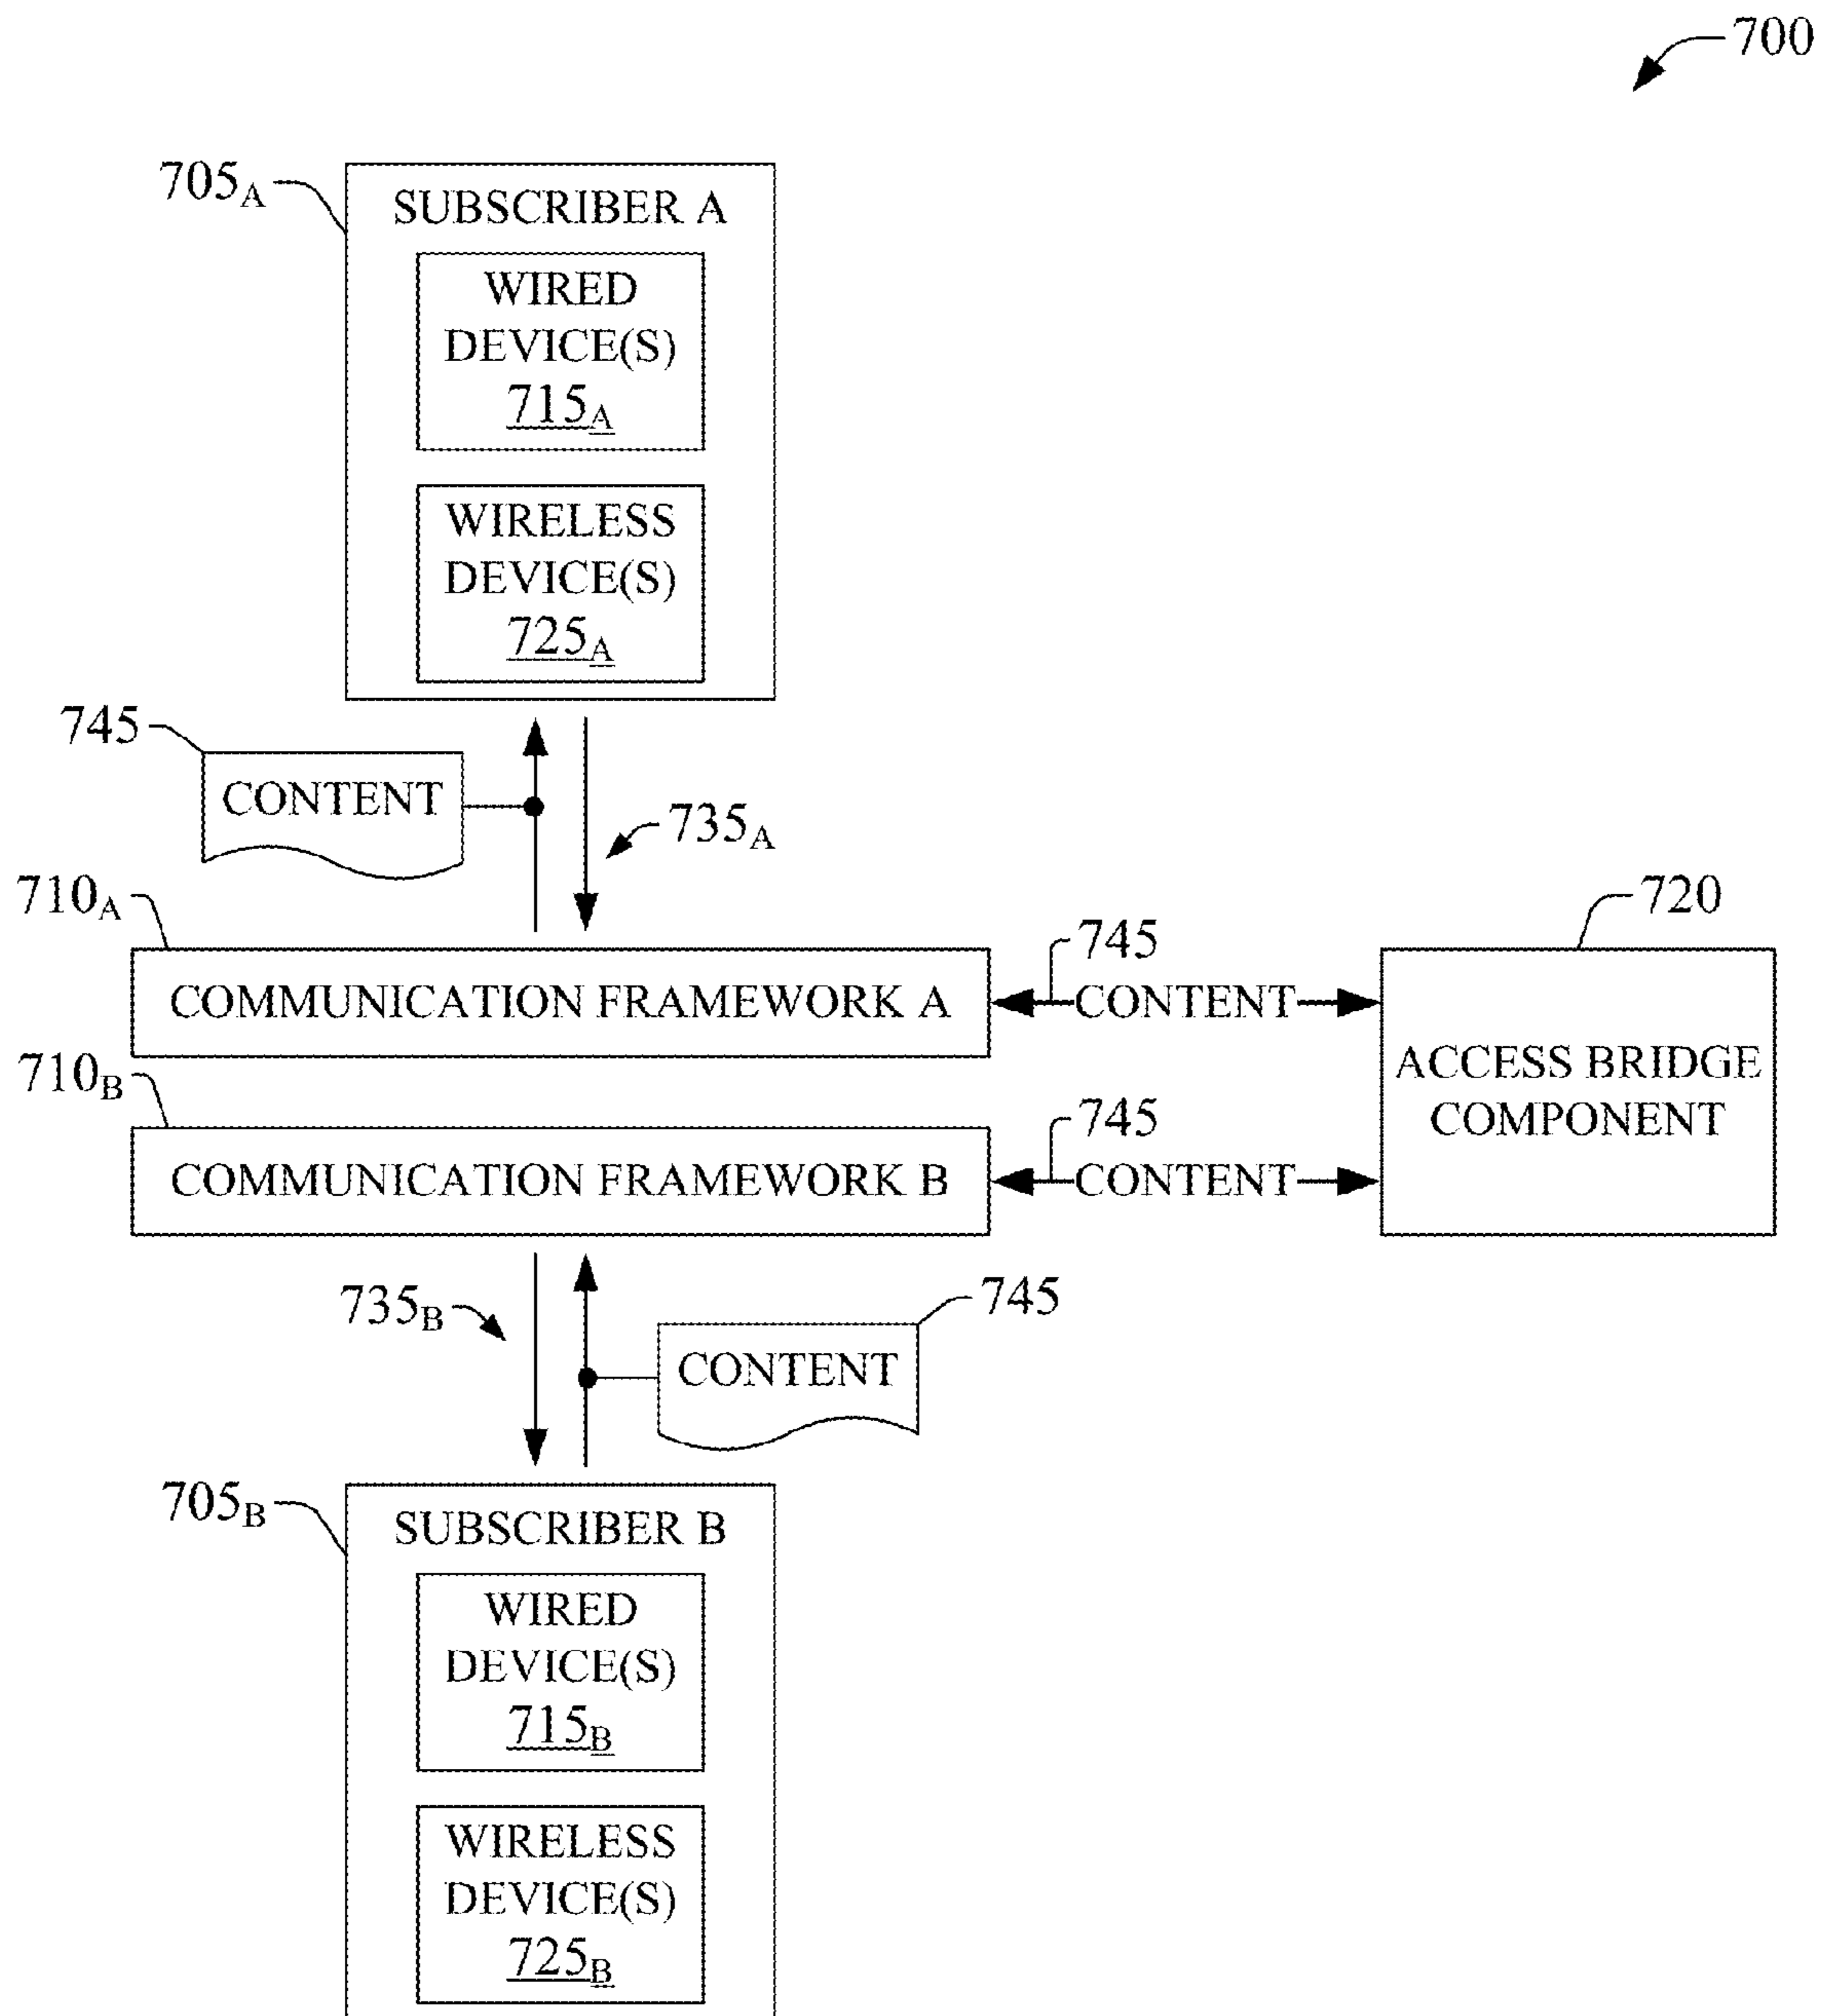 700
705A
SUBSCRIBER A
WIRED
DEVICE(S)
715A
WIRELESS
DEVICE(S)
725A
745
CONTENT
735A
710A
COMMUNICATION FRAMEWORK A
745
CONTENT
720
ACCESS BRIDGE
COMPONENT
710B
COMMUNICATION FRAMEWORK B
745
CONTENT
735B
745
CONTENT
705B
SUBSCRIBER B
WIRED
DEVICE(S)
715B
WIRELESS
DEVICE(S)
725B